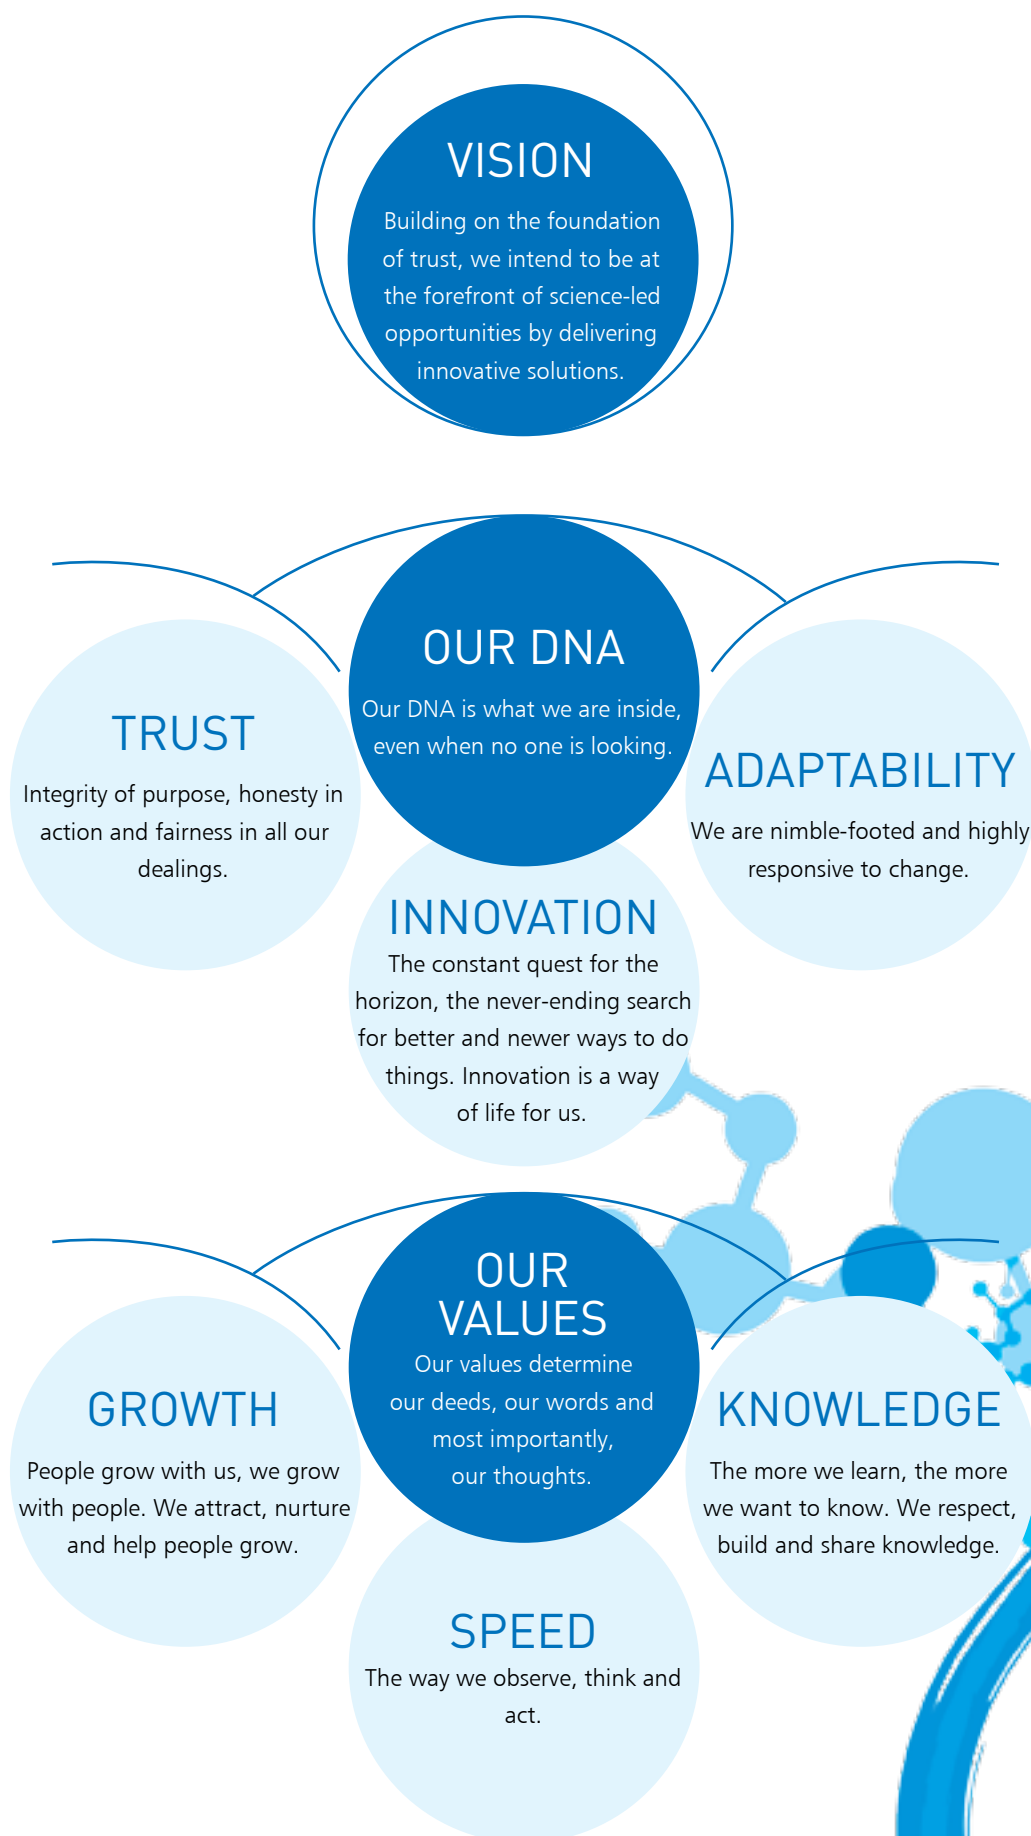 VISION
Building on the foundation
of trust, we intend to be at
the forefront of science-led
opportunities by delivering
innovative solutions.
OUR DNA
Our DNA is what we are inside,
even when no one is looking.
TRUST
Integrity of purpose, honesty in
action and fairness in all our
dealings.
ADAPTABILITY
We are nimble-footed and highly
responsive to change.
INNOVATION
The constant quest for the
horizon, the never-ending search
for better and newer ways to do
things. Innovation is a way
of life for us.
OUR
VALUES
Our values determine
our deeds, our words and
most importantly,
our thoughts.
GROWTH
People grow with us, we grow
with people. We attract, nurture
and help people grow.
KNOWLEDGE
The more we learn, the more
we want to know. We respect,
build and share knowledge.
SPEED
The way we observe, think and
act.